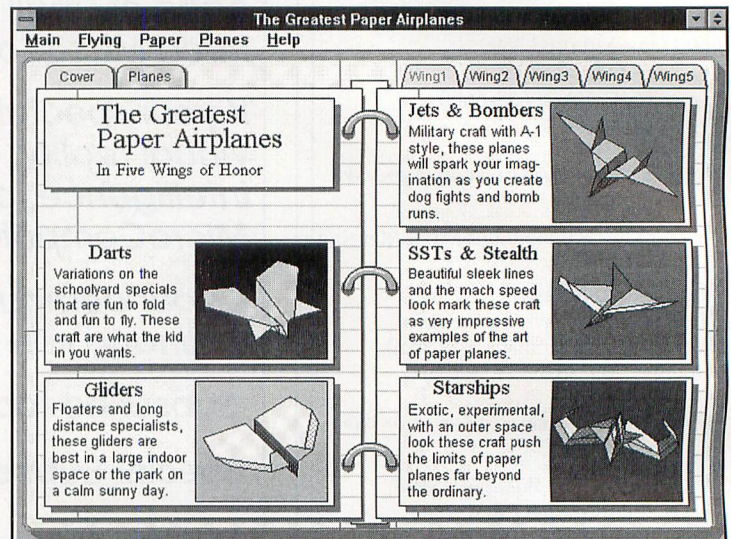 The Greatest Paper Airplanes
Main Flying Paper Planes Help
Cover Planes
Wing1 Wing2 Wing3 Wing4 Wing5
The Greatest
Paper Airplanes
In Five Wings of Honor
Darts
Variations on the
schoolyard specials
that are fun to fold
and fun to fly. These
craft are what the kid
in you wants.
Gliders
Floaters and long
distance specialists,
these gliders are
best in a large indoor
space or the park on
a calm sunny day.
Jets & Bombers
Military craft with A-1
style, these planes
will spark your imag-
ination as you create
dog fights and bomb
runs.
SSTs & Stealth
Beautiful sleek lines
and the mach speed
look mark these craft
as very impressive
examples of the art
of paper planes.
Starships
Exotic, experimental,
with an outer space
look these craft push
the limits of paper
planes far beyond
the ordinary.